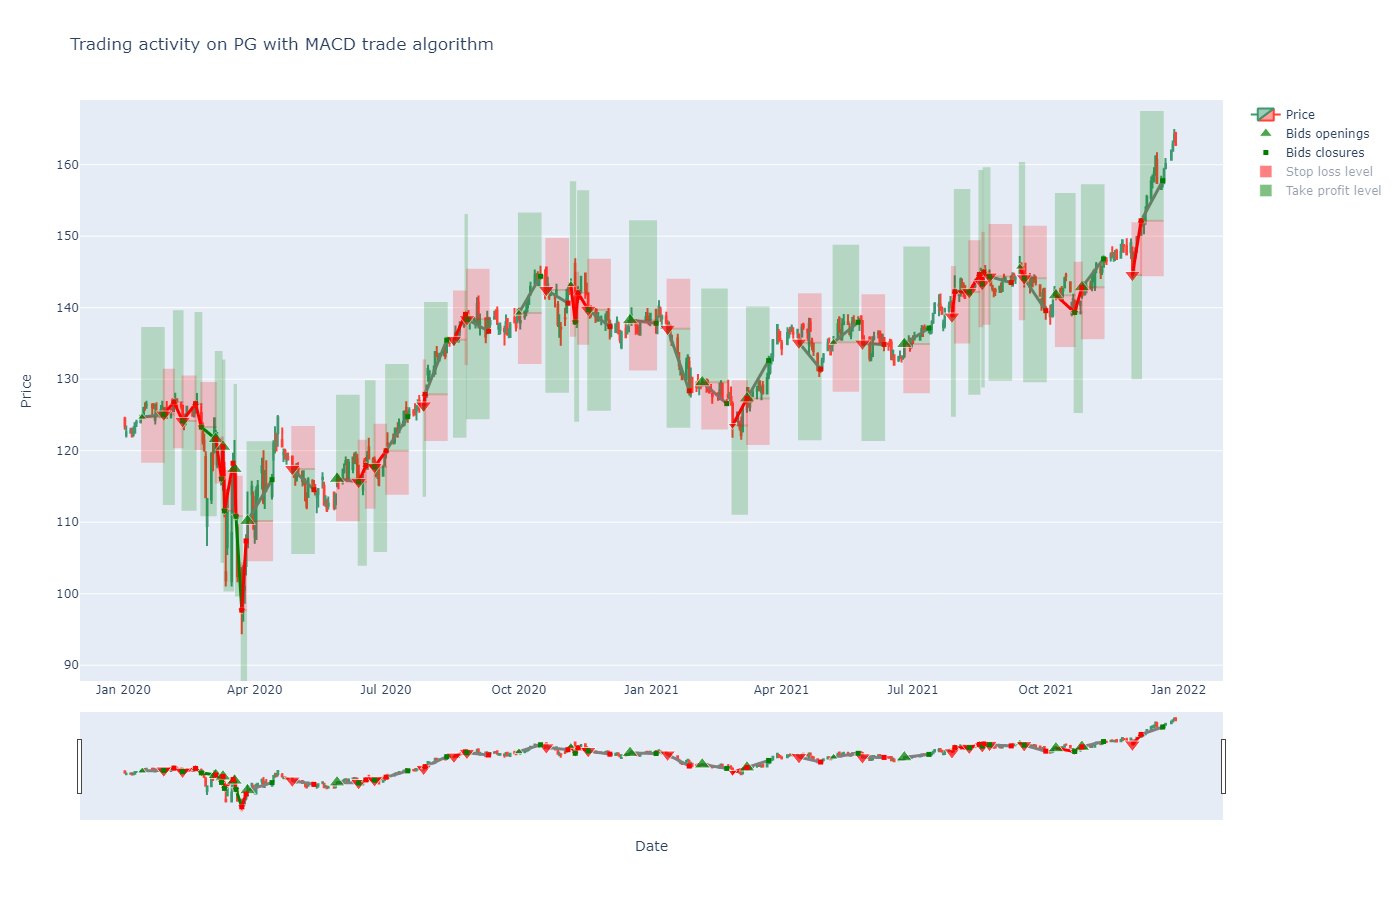 Trading activity on PG with MACD trade algorithm
Price
Bids openings
Bids closures
Stop loss level
Take profit level
160
150
140
130
120
110
100
90
Price
Jan 2020
Apr 2020
Jul 2020
Oct 2020
Jan 2021
Apr 2021
Jul 2021
Oct 2021
Jan 2022
Date